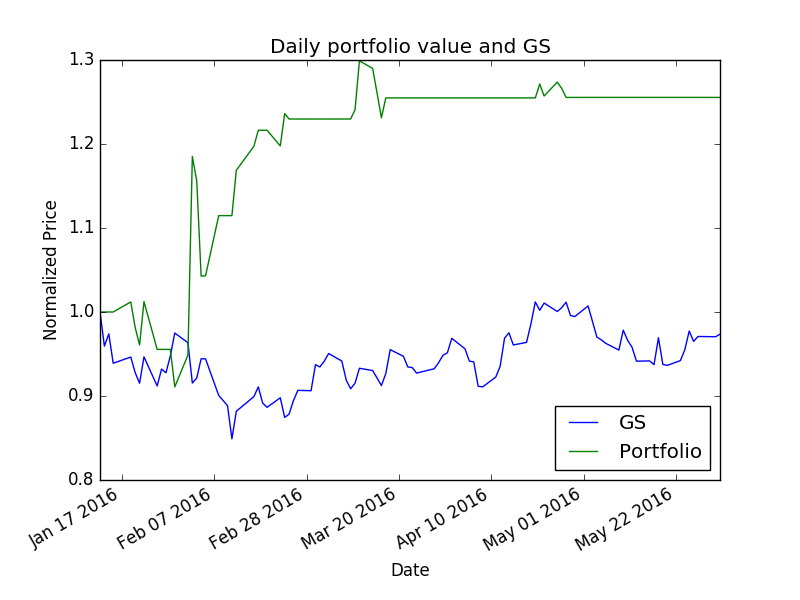 Daily portfolio value and GS
1.3
1.2
1.1
1.0
0.9
0.8
Normalized Price
GS
Portfolio
Jan 17 2016
Feb 07 2016
Feb 28 2016
Mar 20 2016
Apr 10 2016
May 01 2016
May 22 2016
Date